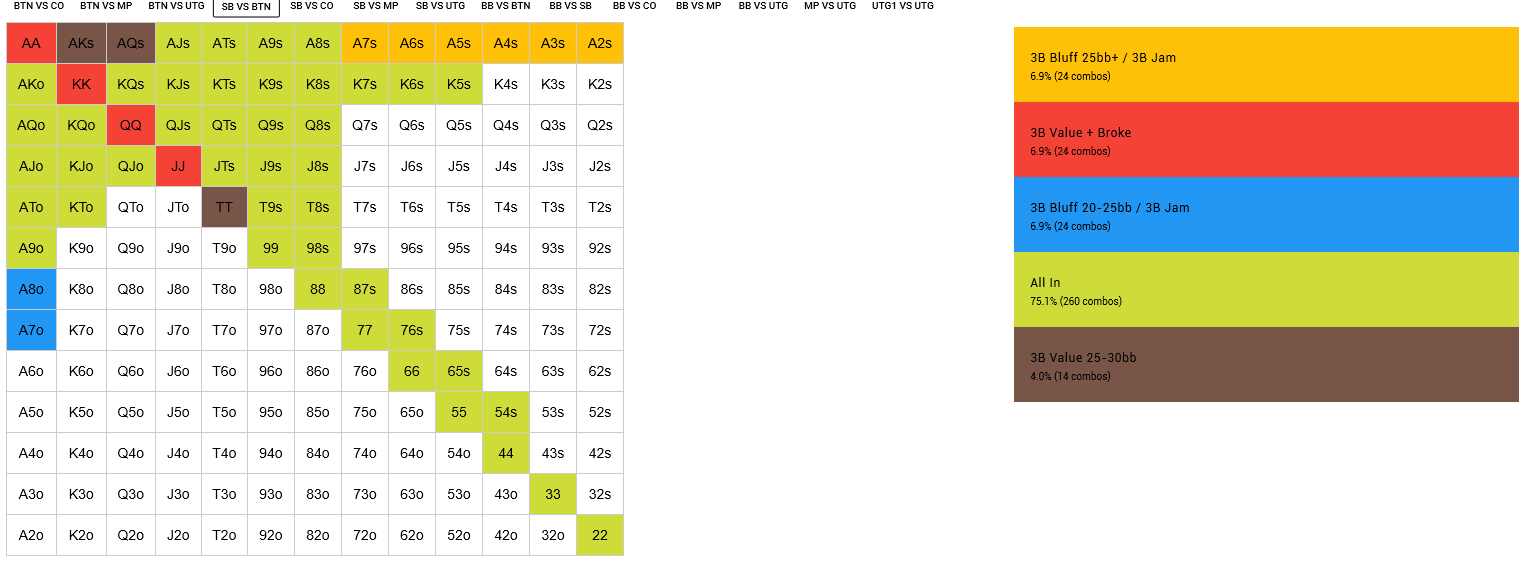 BTN VS CO BTN VS MP BTN VS UTG SB VS BTN SB VS CO SB VS MP SB VS UTG BB VS BTN BB VS SB BB VS CO BB VS MP BB VS UTG MP VS UTG UTG1 VS UTG
AA AKs AQs AJs ATs A9s A8s A7s A6s A5s A4s A3s A2s
AKo KK KQs KJs KTs K9s K8s K7s K6s K5s K4s K3s K2s
AQo KQo QQ QJs QTs Q9s Q8s Q7s Q6s Q5s Q4s Q3s Q2s
AJo KJo QJo JJ JTs J9s J8s J7s J6s J5s J4s J3s J2s
ATo KTo QTo JTo TT T9s T8s T7s T6s T5s T4s T3s T2s
A9o K9o Q9o J9o T9o 99 98s 97s 96s 95s 94s 93s 92s
A8o K8o Q8o J8o T8o 98o 88 87s 86s 85s 84s 83s 82s
A7o K7o Q7o J7o T7o 97o 87o 77 76s 75s 74s 73s 72s
A6o K6o Q6o J6o T6o 96o 86o 76o 66 65s 64s 63s 62s
A5o K5o Q5o J5o T5o 95o 85o 75o 65o 55 54s 53s 52s
A4o K4o Q4o J4o T4o 94o 84o 74o 64o 54o 44 43s 42s
A3o K3o Q3o J3o T3o 93o 83o 73o 63o 53o 43o 33 32s
A2o K2o Q2o J2o T2o 92o 82o 72o 62o 52o 42o 32o 22
3B Bluff 25bb+ / 3B Jam
6.9% (24 combos)
3B Value + Broke
6.9% (24 combos)
3B Bluff 20-25bb / 3B Jam
6.9% (24 combos)
All In
75.1% (260 combos)
3B Value 25-30bb
4.0% (14 combos)